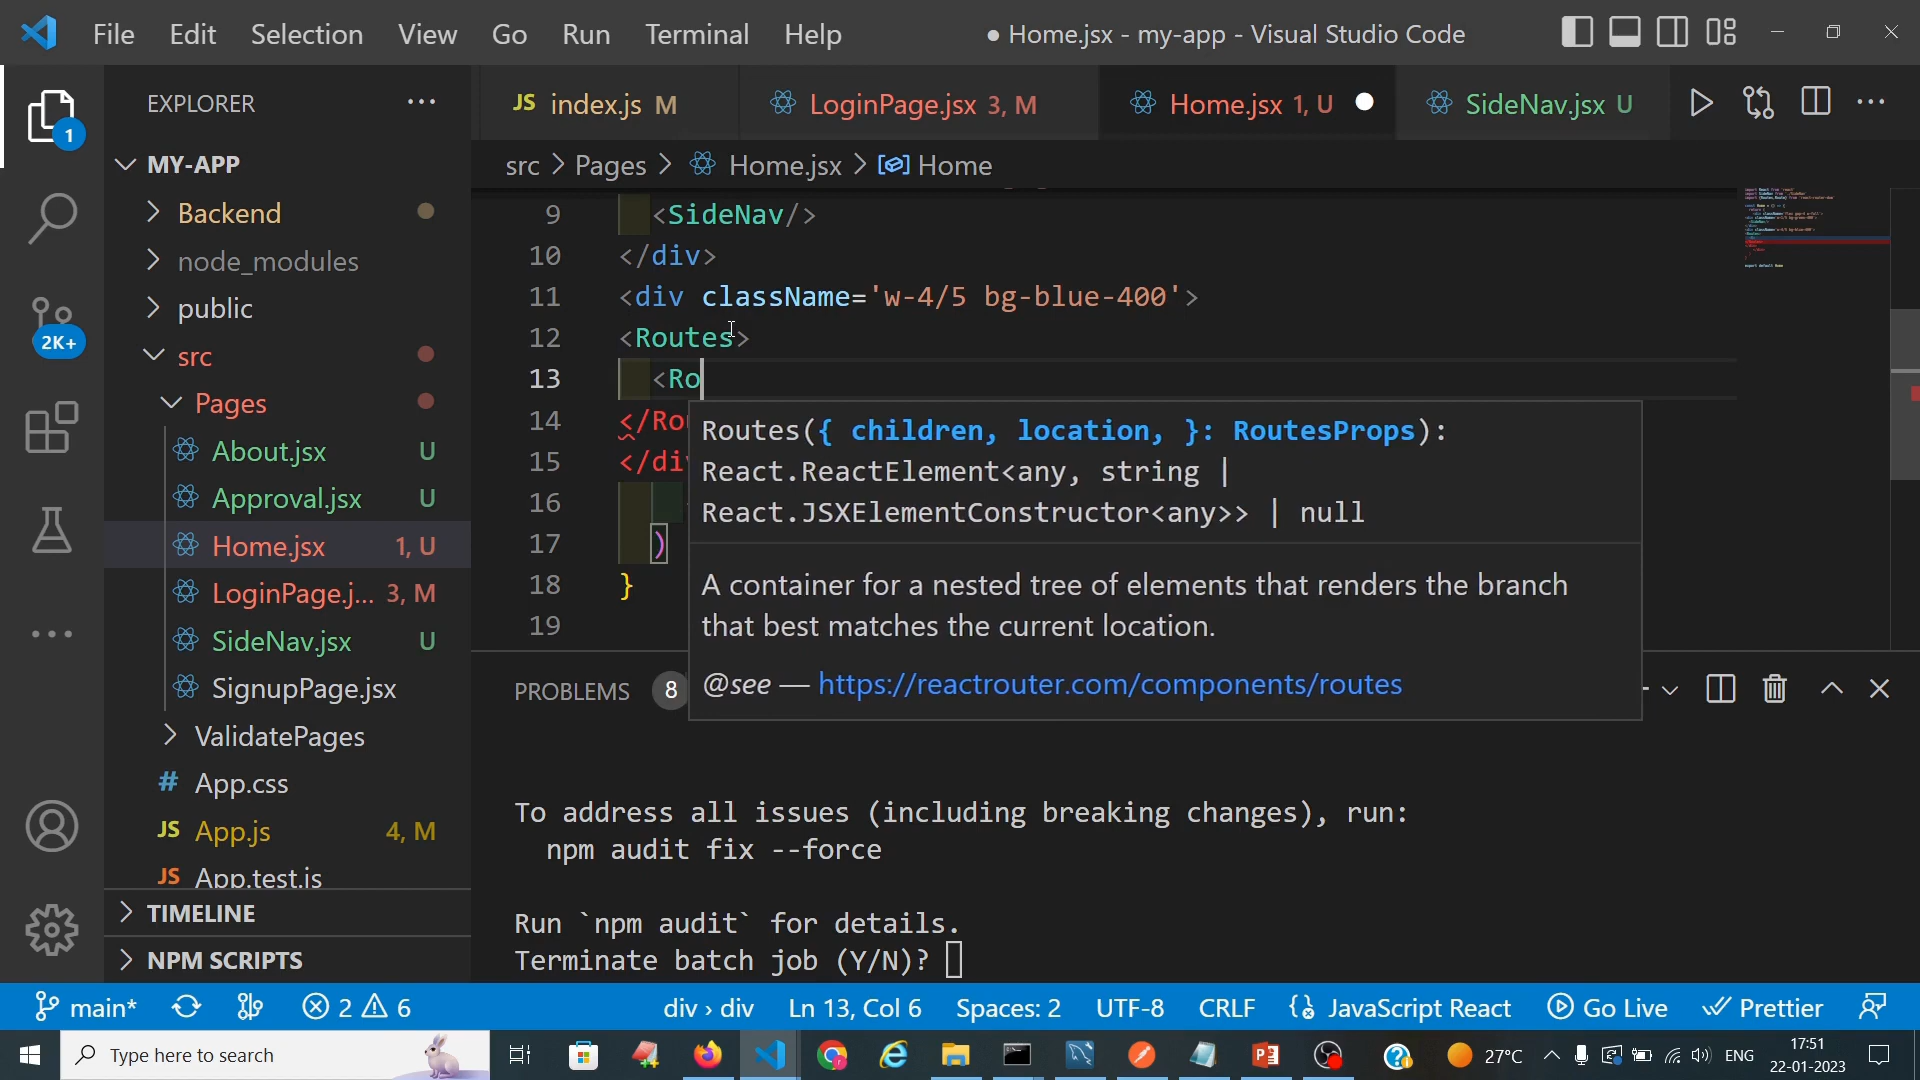 File Edit Selection View Go Run Terminal Help
● Home.jsx - my-app - Visual Studio Code
EXPLORER
JS index.js M
LoginPage.jsx 3, M
Home.jsx 1, U
SideNav.jsx U
src > Pages > Home.jsx > Home
1
2K+
MY-APP
Backend
node_modules
public
src
Pages
About.jsx U
Approval.jsx U
Home.jsx 1, U
LoginPage.j... 3, M
SideNav.jsx U
SignupPage.jsx
ValidatePages
# App.css
JS App.js 4, M
JS App.test.js
TIMELINE
NPM SCRIPTS
9 <SideNav/>
10 </div>
11 <div className='w-4/5 bg-blue-400'>
12 <Routes>
13 <Ro
14 </Rou
15 </div
16
17 )
18 }
19
Routes({ children, location, }: RoutesProps):
React.ReactElement<any, string |
React.JSXElementConstructor<any>> | null
A container for a nested tree of elements that renders the branch
that best matches the current location.
@see — https://reactrouter.com/components/routes
PROBLEMS 8
To address all issues (including breaking changes), run:
npm audit fix --force
Run `npm audit` for details.
Terminate batch job (Y/N)?
main* 2 6 div > div Ln 13, Col 6 Spaces: 2 UTF-8 CRLF JavaScript React Go Live Prettier
Type here to search
27°C ENG 17:51
22-01-2023